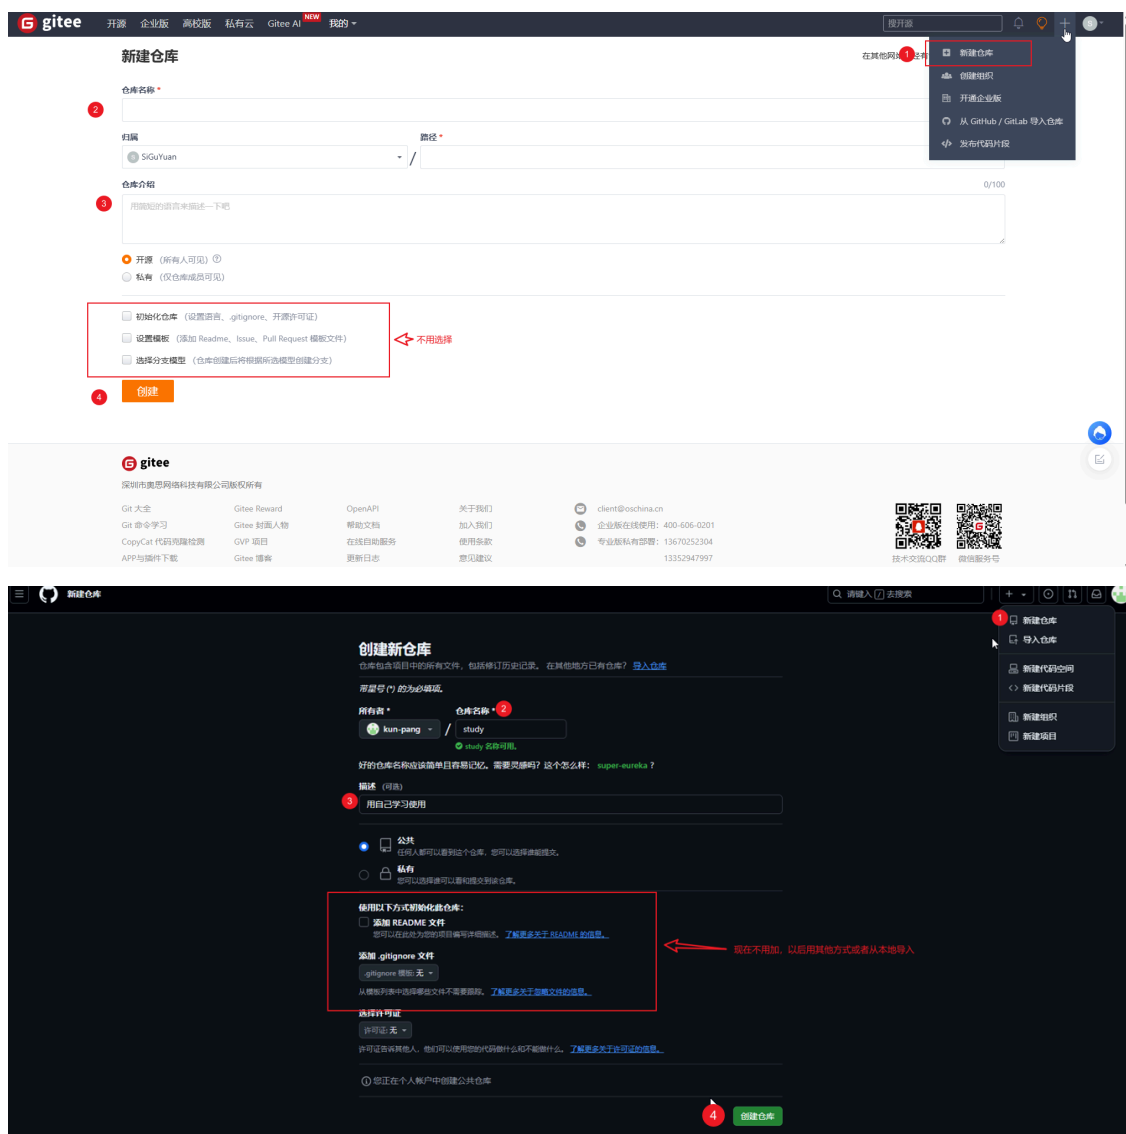 gitee 开源 企业版 高校版 私有云 Gitee AI NEW 我的 搜开源
新建仓库
在其他网
1 新建仓库
创建组织
开通企业版
从 GitHub / GitLab 导入仓库
发布代码片段
仓库名称 *
2
归属 路径 *
S SiGuYuan /
仓库介绍 0/100
3 用简短的语言来描述一下吧
开源 （所有人可见）
私有 （仅仓库成员可见）
初始化仓库 （设置语言、.gitignore、开源许可证）
设置模板 （添加 Readme、Issue、Pull Request 模板文件） 不用选择
选择分支模型 （仓库创建后将根据所选模型创建分支）
4 创建
gitee
深圳市奥思网络科技有限公司版权所有
Git 大全 Gitee Reward OpenAPI 关于我们 client@oschina.cn
Git 命令学习 Gitee 封面人物 帮助文档 加入我们 企业版在线使用：400-606-0201
CopyCat 代码克隆检测 GVP 项目 在线自助服务 使用条款 专业版私有部署：13670252304
APP与插件下载 Gitee 博客 更新日志 意见建议 13352947997
技术交流QQ群 微信服务号
新建仓库 请键入 / 去搜索
1 新建仓库
导入仓库
新建代码空间
新建代码片段
新建组织
新建项目
创建新仓库
仓库包含项目中的所有文件，包括修订历史记录。 在其他地方已有仓库？ 导入仓库
带星号 (*) 的为必填项。
所有者 * 仓库名称 * 2
kun-pang / study
study 名称可用。
好的仓库名称应该简单且容易记忆。需要灵感吗？这个怎么样： super-eureka ?
描述 (可选)
3 用自己学习使用
公共
任何人都可以看到这个仓库，您可以选择谁能提交。
私有
您可以选择谁可以看和提交到该仓库。
使用以下方式初始化此仓库：
添加 README 文件
您可以在此处为您的项目编写详细描述。 了解更多关于 README 的信息。
现在不用加，以后用其他方式或者从本地导入
添加 .gitignore 文件
.gitignore 模板: 无
从模板列表中选择哪些文件不需要跟踪。 了解更多关于忽略文件的信息。
选择许可证
许可证: 无
许可证告诉其他人，他们可以使用您的代码做什么和不能做什么。 了解更多关于许可证的信息。
您正在个人帐户中创建公共仓库
4 创建仓库